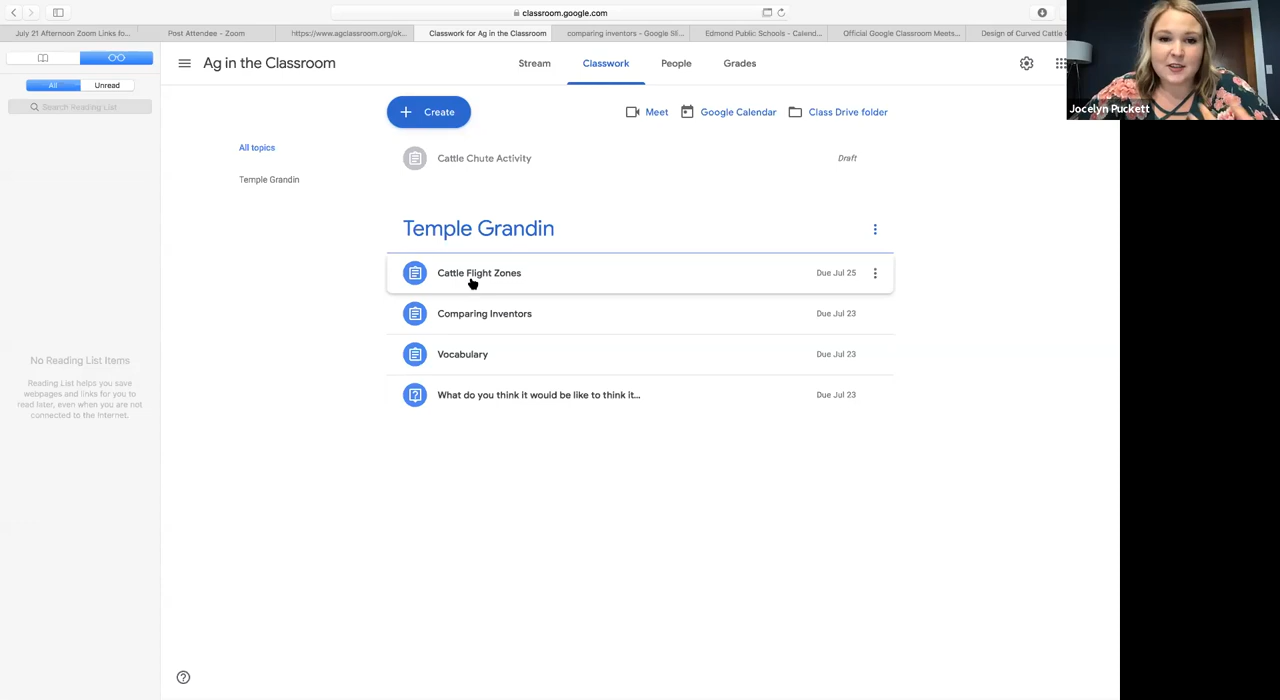 classroom.google.com
July 21 Afternoon Zoom Links fo...
Post Attendee - Zoom
https://www.agclassroom.org/ok...
Classwork for Ag in the Classroom
comparing inventors - Google Sli...
Edmond Public Schools - Calend...
Official Google Classroom Meets...
Design of Curved Cattle
Ag in the Classroom
Stream
Classwork
People
Grades
All
Unread
Search Reading List
Create
Meet
Google Calendar
Class Drive folder
Jocelyn Puckett
All topics
Temple Grandin
Cattle Chute Activity
Draft
Temple Grandin
Cattle Flight Zones
Due Jul 25
Comparing Inventors
Due Jul 23
Vocabulary
Due Jul 23
What do you think it would be like to think it...
Due Jul 23
No Reading List Items
Reading List helps you save
webpages and links for you to
read later, even when you are not
connected to the Internet.